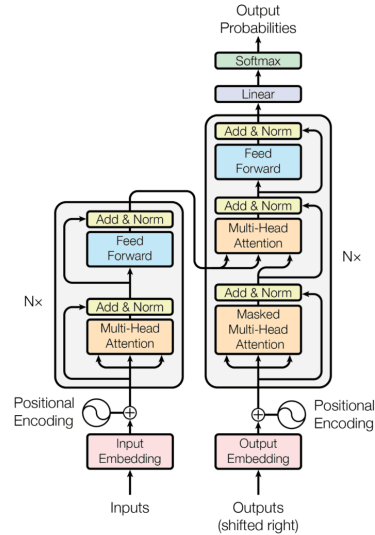 Output
Probabilities
Softmax
Linear
Add & Norm
Feed
Forward
Add & Norm
Multi-Head
Attention
Add & Norm
Masked
Multi-Head
Attention
Nx
Add & Norm
Feed
Forward
Add & Norm
Multi-Head
Attention
Nx
Positional
Encoding
Positional
Encoding
Input
Embedding
Output
Embedding
Inputs
Outputs
(shifted right)